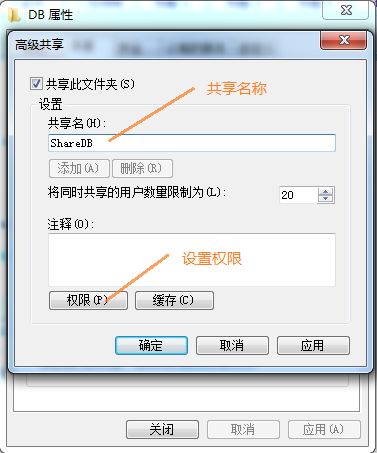 DB 属性
高级共享
共享此文件夹(S)
共享名称
设置
共享名(H):
ShareDB
添加(A)
删除(R)
将同时共享的用户数量限制为(L):
20
注释(O):
设置权限
权限(P)
缓存(C)
确定
取消
应用
关闭
取消
应用(A)